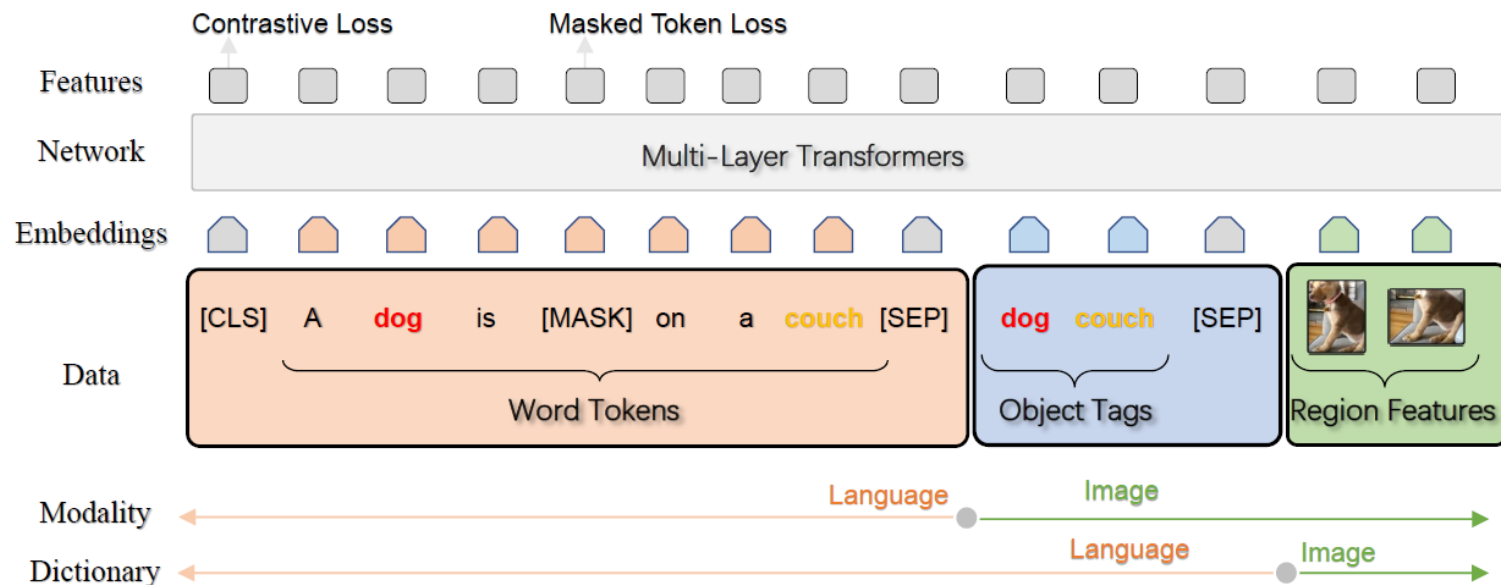 Contrastive Loss Masked Token Loss
Features
Network Multi-Layer Transformers
Embeddings
[CLS] A dog is [MASK] on a couch [SEP] dog couch [SEP]
Data
Word Tokens Object Tags Region Features
Language Image
Modality
Language Image
Dictionary